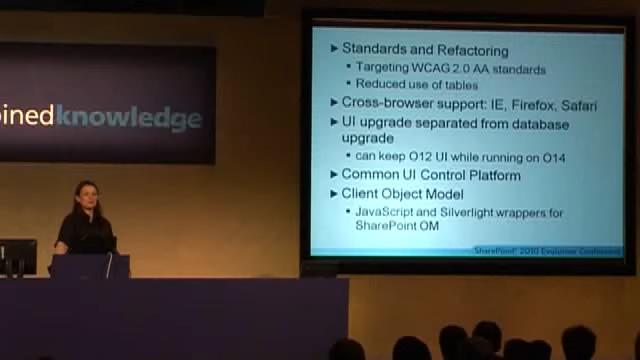 inedknowledge
Standards and Refactoring
Targeting WCAG 2.0 AA standards
Reduced use of tables
Cross-browser support: IE, Firefox, Safari
UI upgrade separated from database
upgrade
can keep O12 UI while running on O14
Common UI Control Platform
Client Object Model
JavaScript and Silverlight wrappers for
SharePoint OM
SharePoint 2010 Evolution Conference